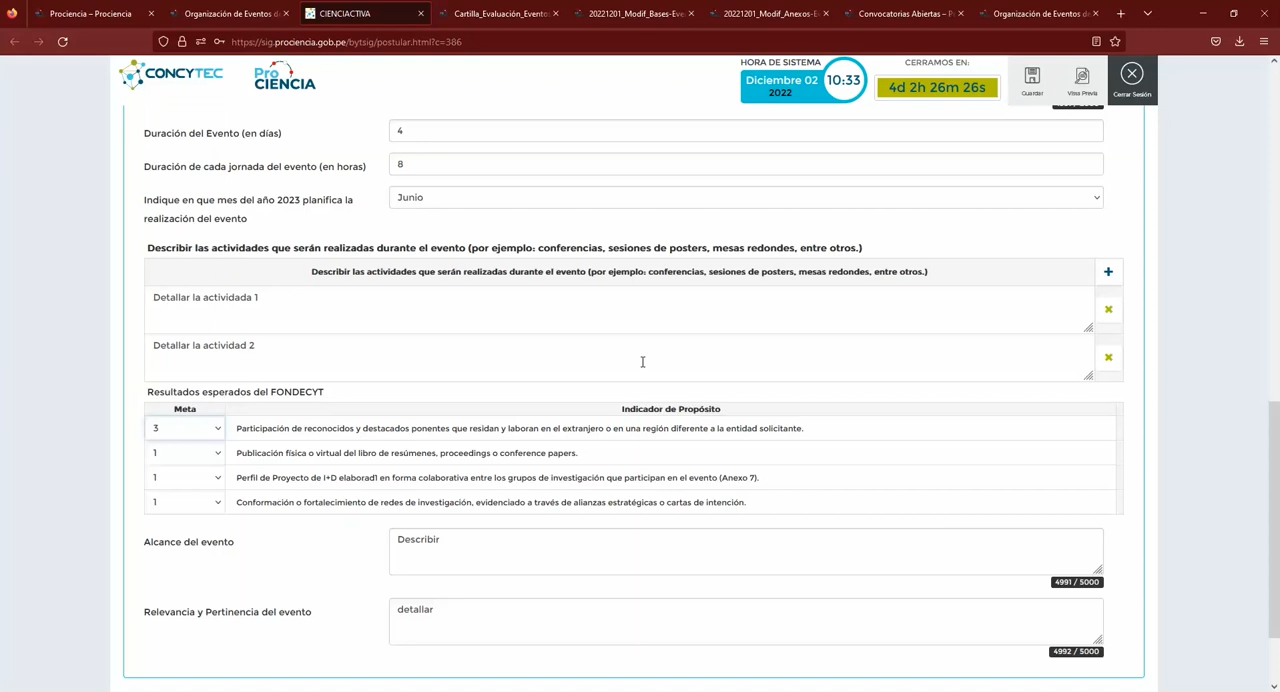 Prociencia – Prociencia
Organización de Eventos d
CIENCIACTIVA
Cartilla_Evaluación_Evento
20221201_Modif_Bases-Eve
20221201_Modif_Anexos-E
Convocatorias Abiertas – P
Organización de Eventos de
https://sig.prociencia.gob.pe/bytsig/postular.html?c=386
CONCYTEC
Pro
CIENCIA
HORA DE SISTEMA
Diciembre 02
2022
10:33
CERRAMOS EN:
4d 2h 26m 26s
Guardar
Vista Previa
Cerrar Sesión
Duración del Evento (en días)
4
Duración de cada jornada del evento (en horas)
8
Indique en que mes del año 2023 planifica la
realización del evento
Junio
Describir las actividades que serán realizadas durante el evento (por ejemplo: conferencias, sesiones de posters, mesas redondes, entre otros.)
Describir las actividades que serán realizadas durante el evento (por ejemplo: conferencias, sesiones de posters, mesas redondes, entre otros.)
Detallar la actividada 1
Detallar la actividad 2
Resultados esperados del FONDECYT
Meta
Indicador de Propósito
3
Participación de reconocidos y destacados ponentes que residan y laboran en el extranjero o en una región diferente a la entidad solicitante.
1
Publicación física o virtual del libro de resúmenes, proceedings o conference papers.
1
Perfil de Proyecto de I+D elaborad1 en forma colaborativa entre los grupos de investigación que participan en el evento (Anexo 7).
1
Conformación o fortalecimiento de redes de investigación, evidenciado a través de alianzas estratégicas o cartas de intención.
Alcance del evento
Describir
4991 / 5000
Relevancia y Pertinencia del evento
detallar
4992 / 5000